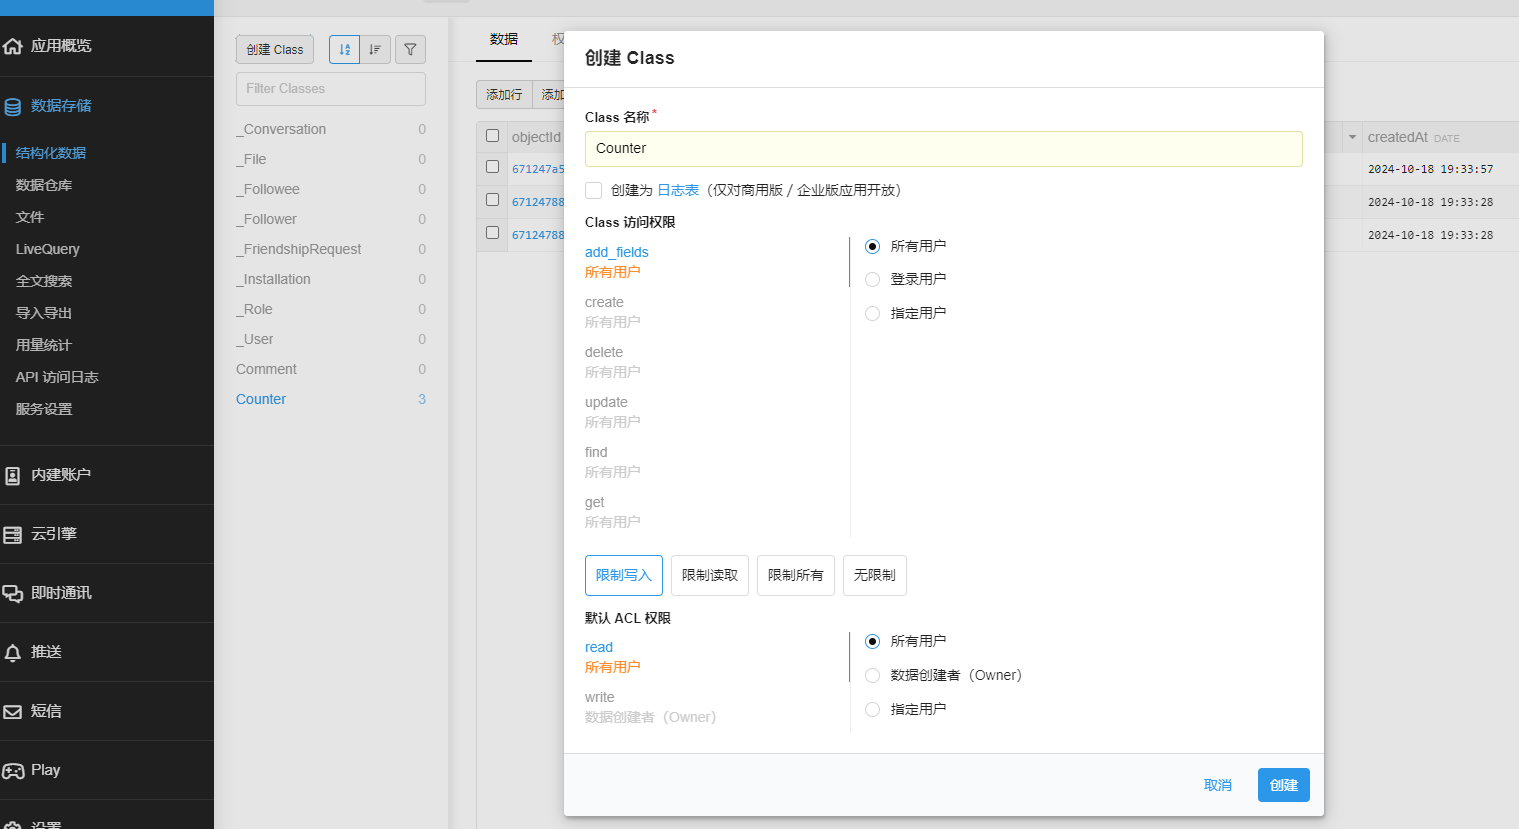 应用概览
数据存储
结构化数据
数据仓库
文件
LiveQuery
全文搜索
导入导出
用量统计
API 访问日志
服务设置
内建账户
云引擎
即时通讯
推送
短信
Play
设置
创建 Class
Filter Classes
_Conversation 0
_File 0
_Followee 0
_Follower 0
_FriendshipRequest 0
_Installation 0
_Role 0
_User 0
Comment 0
Counter 3
数据 权
添加行 添加
objectId
671247a5
67124788
67124788
createdAt DATE
2024-10-18 19:33:57
2024-10-18 19:33:28
2024-10-18 19:33:28
创建 Class
Class 名称*
Counter
创建为 日志表（仅对商用版 / 企业版应用开放）
Class 访问权限
add_fields
所有用户
create
所有用户
delete
所有用户
update
所有用户
find
所有用户
get
所有用户
所有用户
登录用户
指定用户
限制写入 限制读取 限制所有 无限制
默认 ACL 权限
read
所有用户
write
数据创建者（Owner）
所有用户
数据创建者（Owner）
指定用户
取消 创建